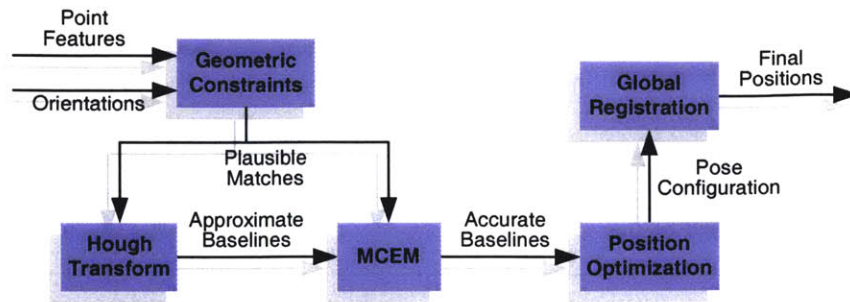 Point
Features
Orientations
Geometric
Constraints
Plausible
Matches
Hough
Transform
Approximate
Baselines
MCEM
Accurate
Baselines
Position
Optimization
Pose
Configuration
Global
Registration
Final
Positions